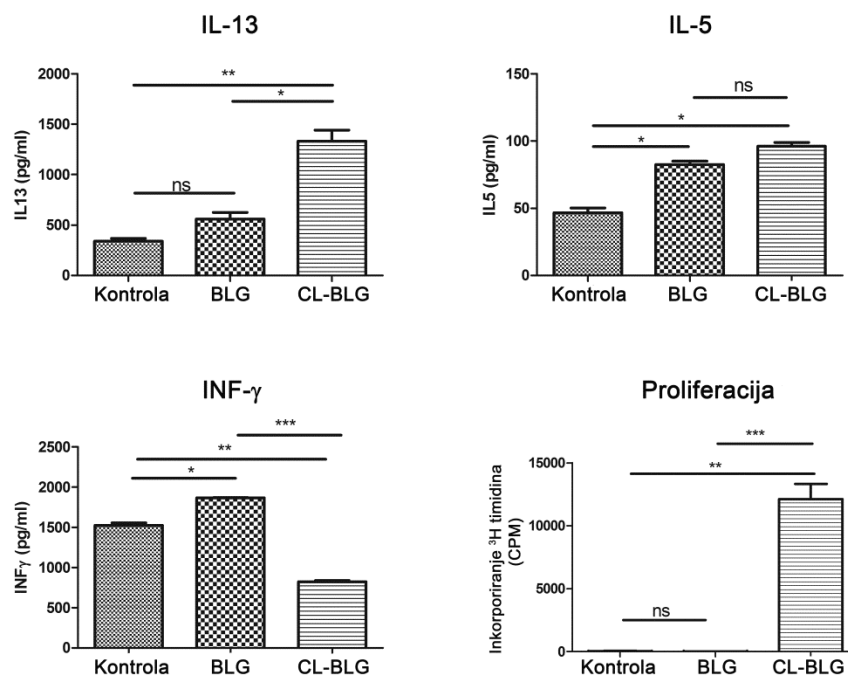 IL-13
**
*
ns
IL13 (pg/ml)
2000
1500
1000
500
0
Kontrola BLG CL-BLG
IL-5
ns
*
*
IL5 (pg/ml)
150
100
50
0
Kontrola BLG CL-BLG
INF-γ
***
**
*
INFγ (pg/ml)
2500
2000
1500
1000
500
0
Kontrola BLG CL-BLG
Proliferacija
***
**
ns
Inkorporiranje ³H timidina
(CPM)
15000
10000
5000
0
Kontrola BLG CL-BLG